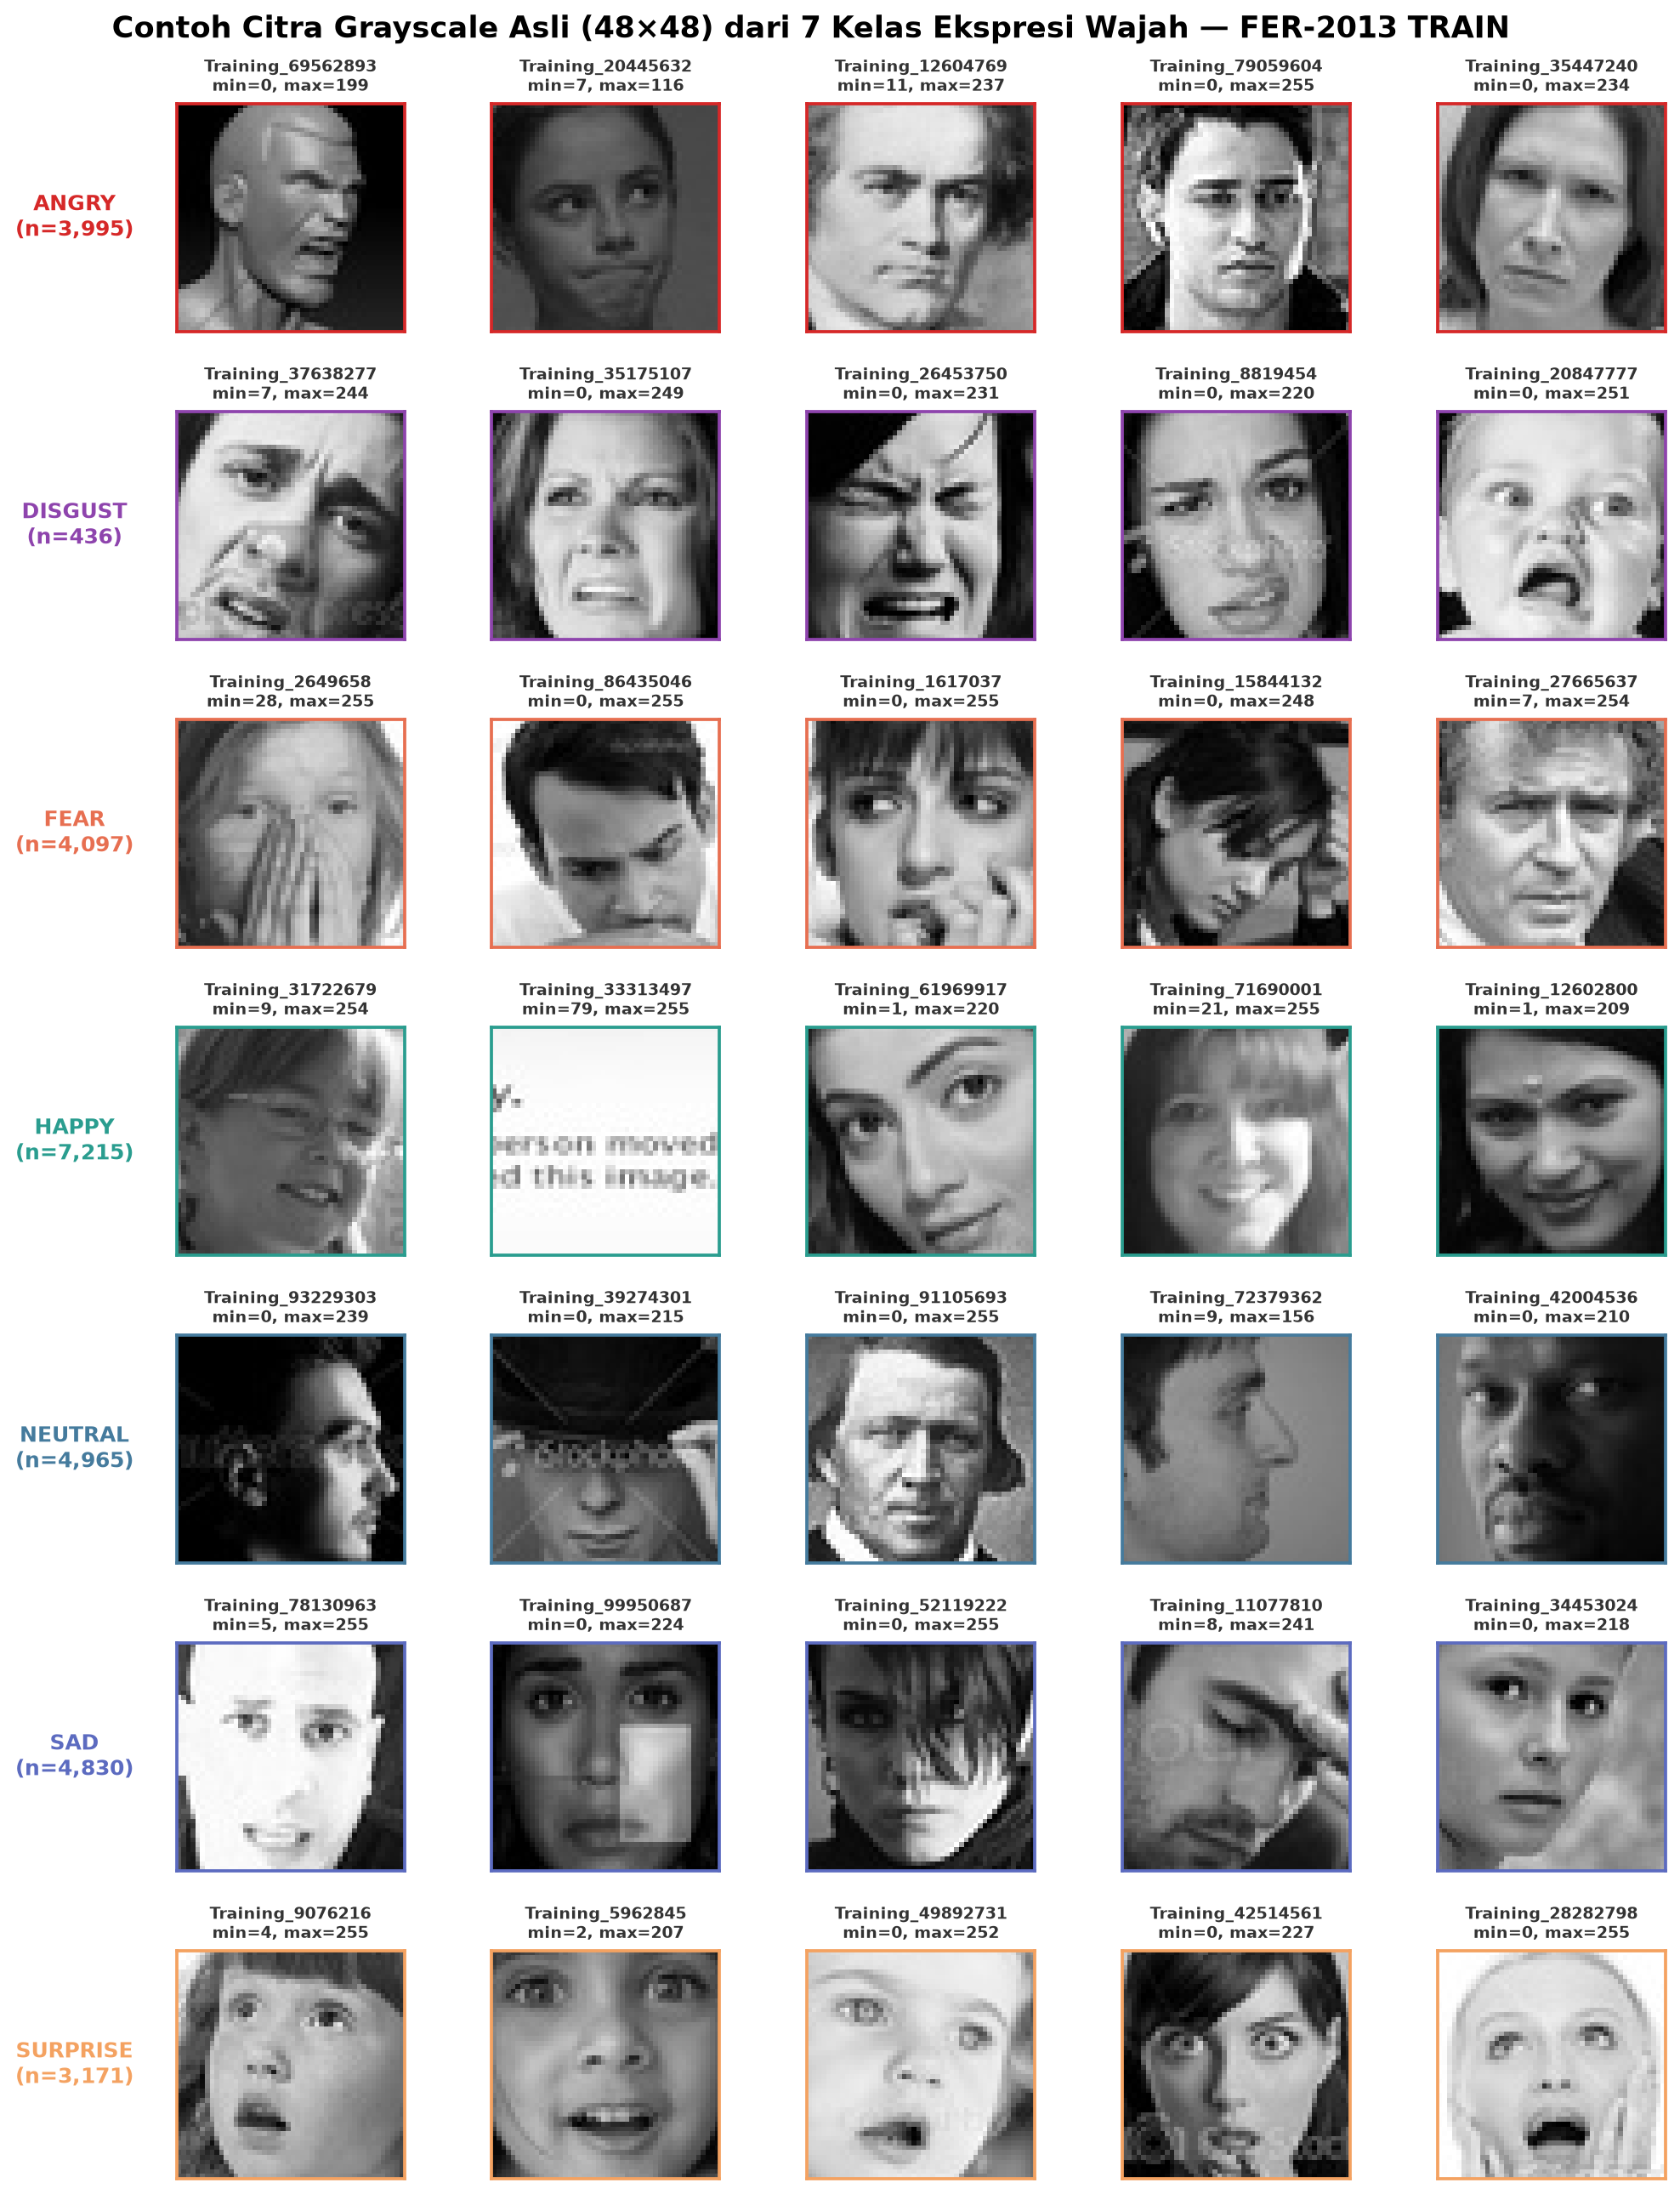 Contoh Citra Grayscale Asli (48×48) dari 7 Kelas Ekspresi Wajah — FER-2013 TRAIN
Training_69562893
min=0, max=199
Training_20445632
min=7, max=116
Training_12604769
min=11, max=237
Training_79059604
min=0, max=255
Training_35447240
min=0, max=234
ANGRY
(n=3,995)
Training_37638277
min=7, max=244
Training_35175107
min=0, max=249
Training_26453750
min=0, max=231
Training_8819454
min=0, max=220
Training_20847777
min=0, max=251
DISGUST
(n=436)
Training_2649658
min=28, max=255
Training_86435046
min=0, max=255
Training_1617037
min=0, max=255
Training_15844132
min=0, max=248
Training_27665637
min=7, max=254
FEAR
(n=4,097)
Training_31722679
min=9, max=254
Training_33313497
min=79, max=255
Training_61969917
min=1, max=220
Training_71690001
min=21, max=255
Training_12602800
min=1, max=209
HAPPY
(n=7,215)
y.
person moved
ed this image.
Training_93229303
min=0, max=239
Training_39274301
min=0, max=215
Training_91105693
min=0, max=255
Training_72379362
min=9, max=156
Training_42004536
min=0, max=210
NEUTRAL
(n=4,965)
Training_78130963
min=5, max=255
Training_99950687
min=0, max=224
Training_52119222
min=0, max=255
Training_11077810
min=8, max=241
Training_34453024
min=0, max=218
SAD
(n=4,830)
Training_9076216
min=4, max=255
Training_5962845
min=2, max=207
Training_49892731
min=0, max=252
Training_42514561
min=0, max=227
Training_28282798
min=0, max=255
SURPRISE
(n=3,171)